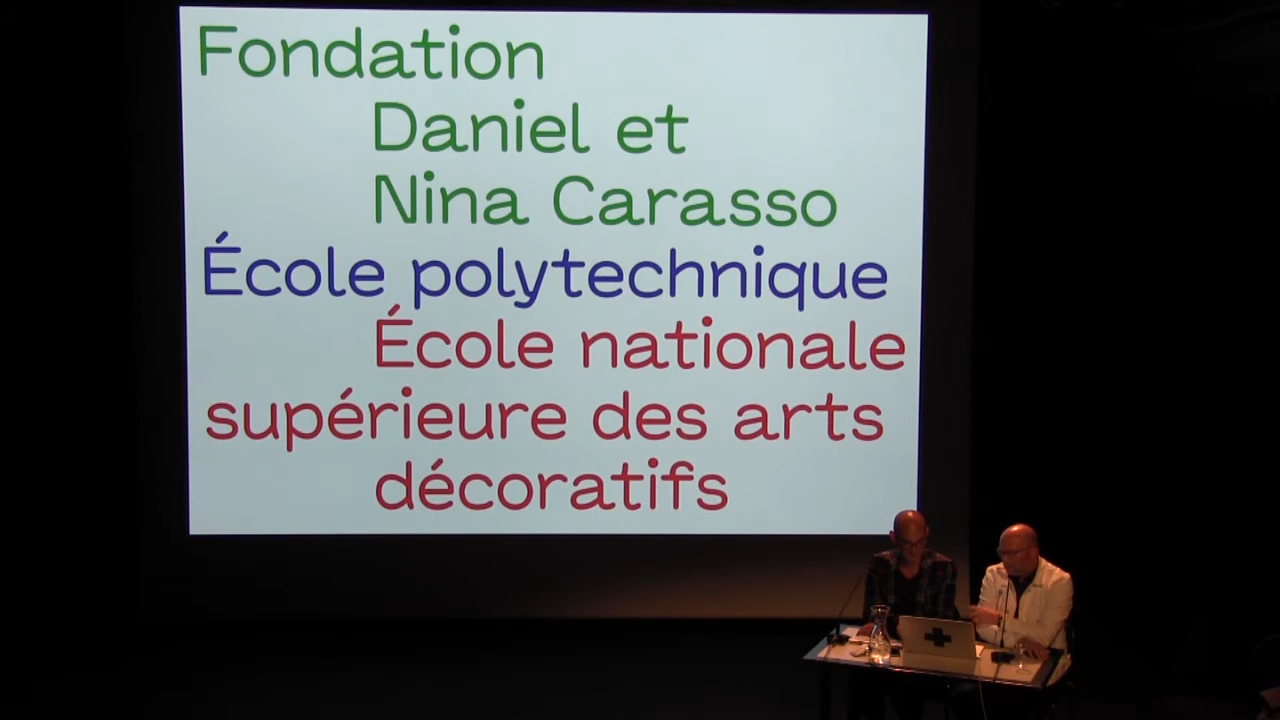 Fondation
Daniel et
Nina Carasso
École polytechnique
École nationale
supérieure des arts
décoratifs